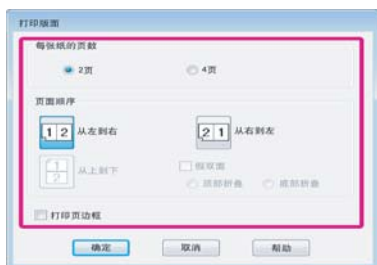 打印版面
每张纸的页数
2页 4页
页面顺序
1 2 从左到右 2 1 从右到左
1 2 从上到下 假双面
顶部折叠 底部折叠
打印页边框
确定 取消 帮助